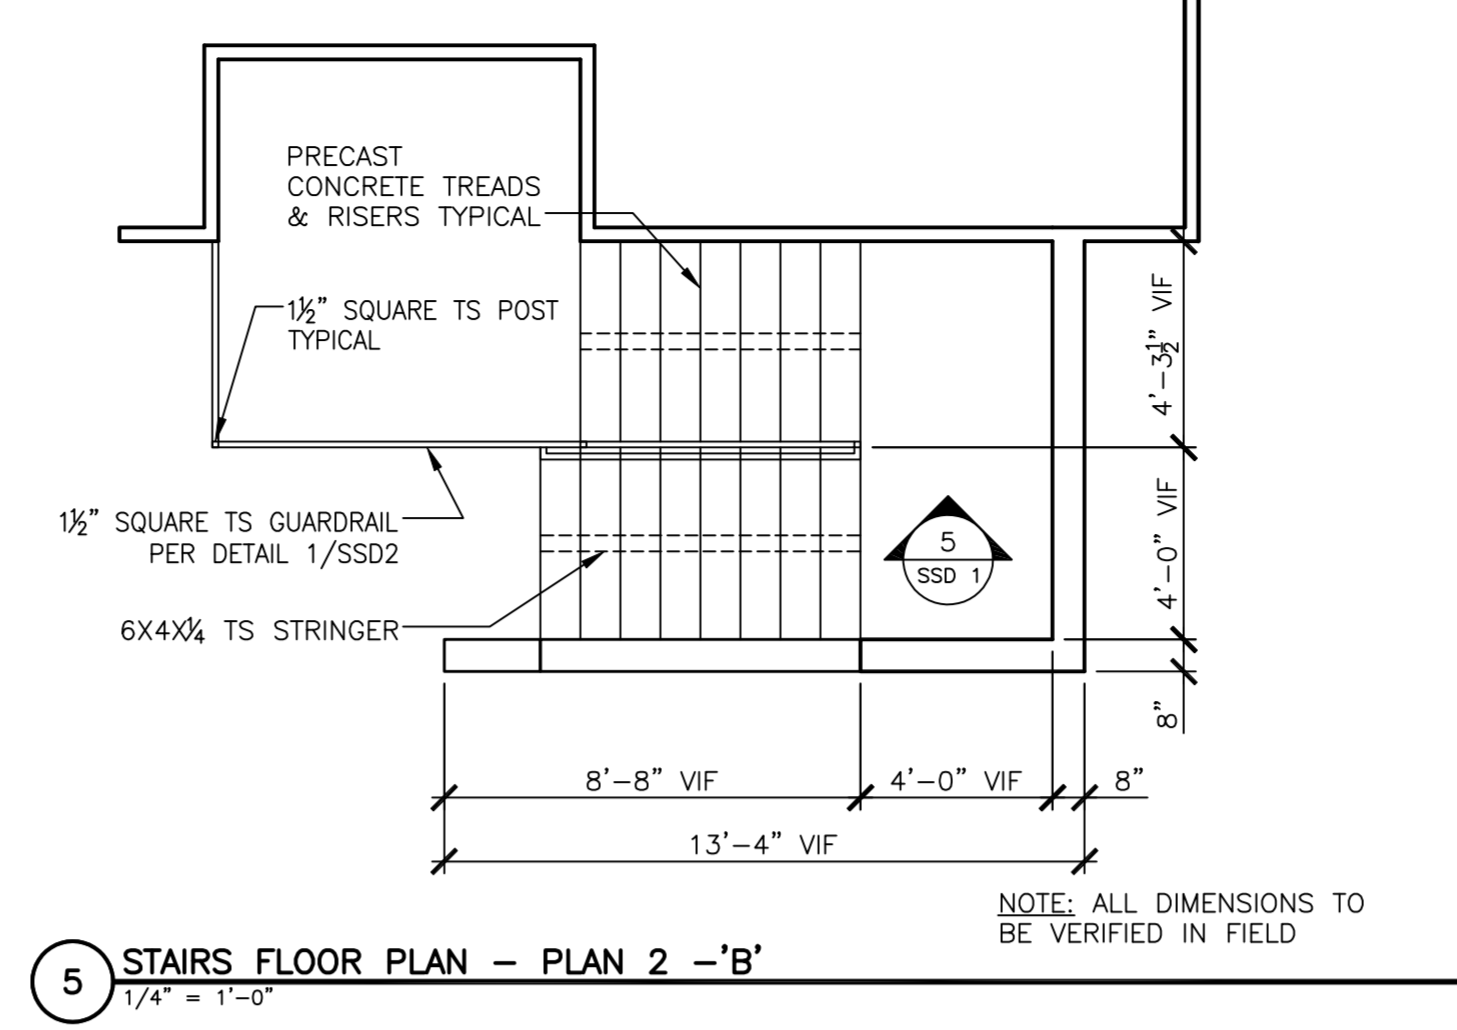 PRECAST
CONCRETE TREADS
& RISERS TYPICAL
1½" SQUARE TS POST
TYPICAL
1½" SQUARE TS GUARDRAIL
PER DETAIL 1/SSD2
6X4X¼ TS STRINGER
5
SSD 1
4'-3½" VIF
4'-0" VIF
8"
8'-8" VIF
4'-0" VIF
8"
13'-4" VIF
NOTE: ALL DIMENSIONS TO
BE VERIFIED IN FIELD
5
STAIRS FLOOR PLAN - PLAN 2 -'B'
1/4" = 1'-0"